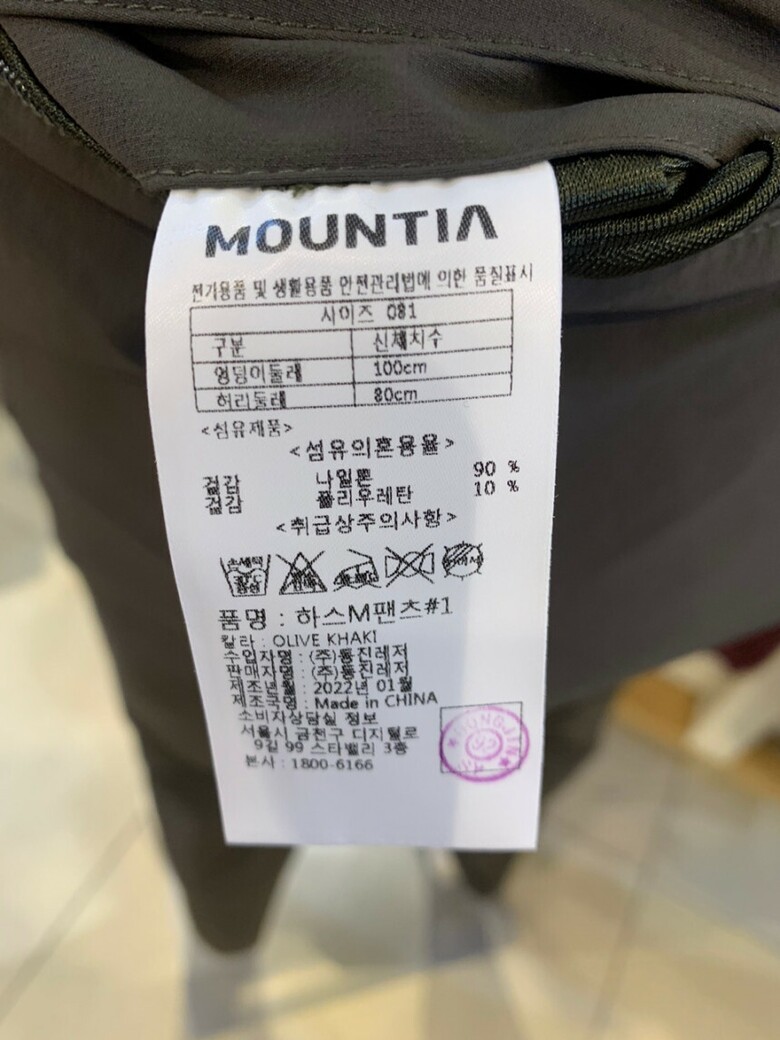 MOUNTIA
전기용품 및 생활용품 안전관리법에 의한 품질표시
사이즈 081
구분 신체치수
엉덩이둘레 100cm
허리둘레 80cm
<섬유제품>
<섬유의혼용율>
겉감 나일론 90 %
겉감 폴리우레탄 10 %
<취급상주의사항>
손세탁
품명 : 하스M팬츠#1
칼라 : OLIVE KHAKI
수입자명 : (주)동진레저
판매자명 : (주)동진레저
제조년월 : 2022년 01월
제조국명 : Made in CHINA
소비자상담실 정보
서울시 금천구 디지털로
9길 99 스타밸리 3층
본사 : 1800-6166
DONGJIN